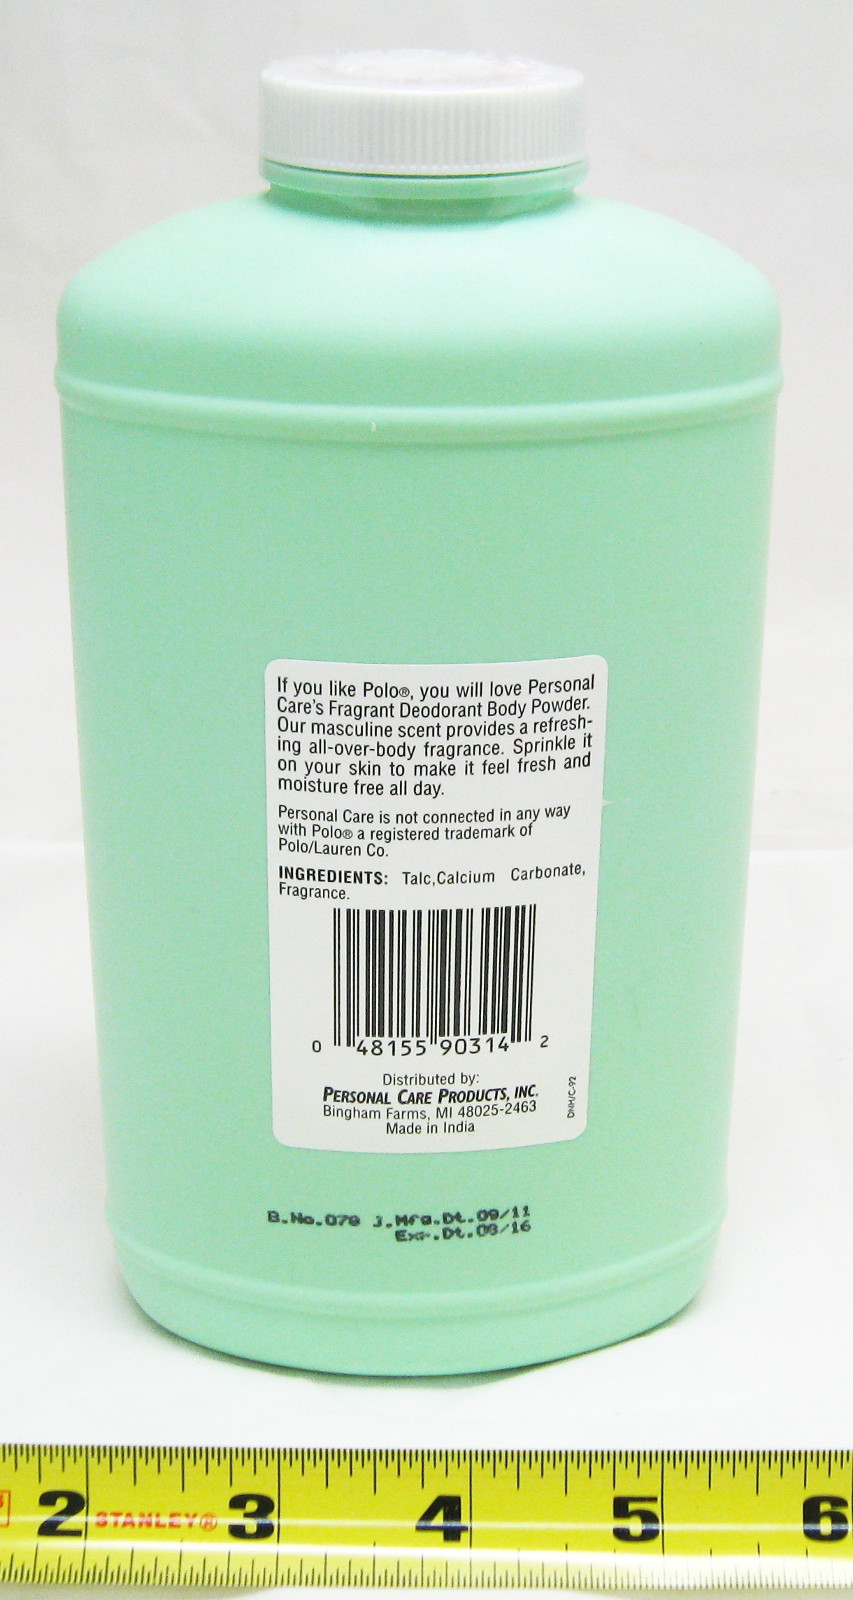 If you like Polo®, you will love Personal
Care's Fragrant Deodorant Body Powder.
Our masculine scent provides a refresh-
ing all-over-body fragrance. Sprinkle it
on your skin to make it feel fresh and
moisture free all day.
Personal Care is not connected in any way
with Polo® a registered trademark of
Polo/Lauren Co.
INGREDIENTS: Talc,Calcium Carbonate,
Fragrance.
0 48155 90314 2
Distributed by:
PERSONAL CARE PRODUCTS, INC.
Bingham Farms, MI 48025-2463
Made in India
DNH/C-92
B.No.079 J.Mfg.Dt.09/11
Exp.Dt.08/16
2 STANLEY® 3 4 5 6